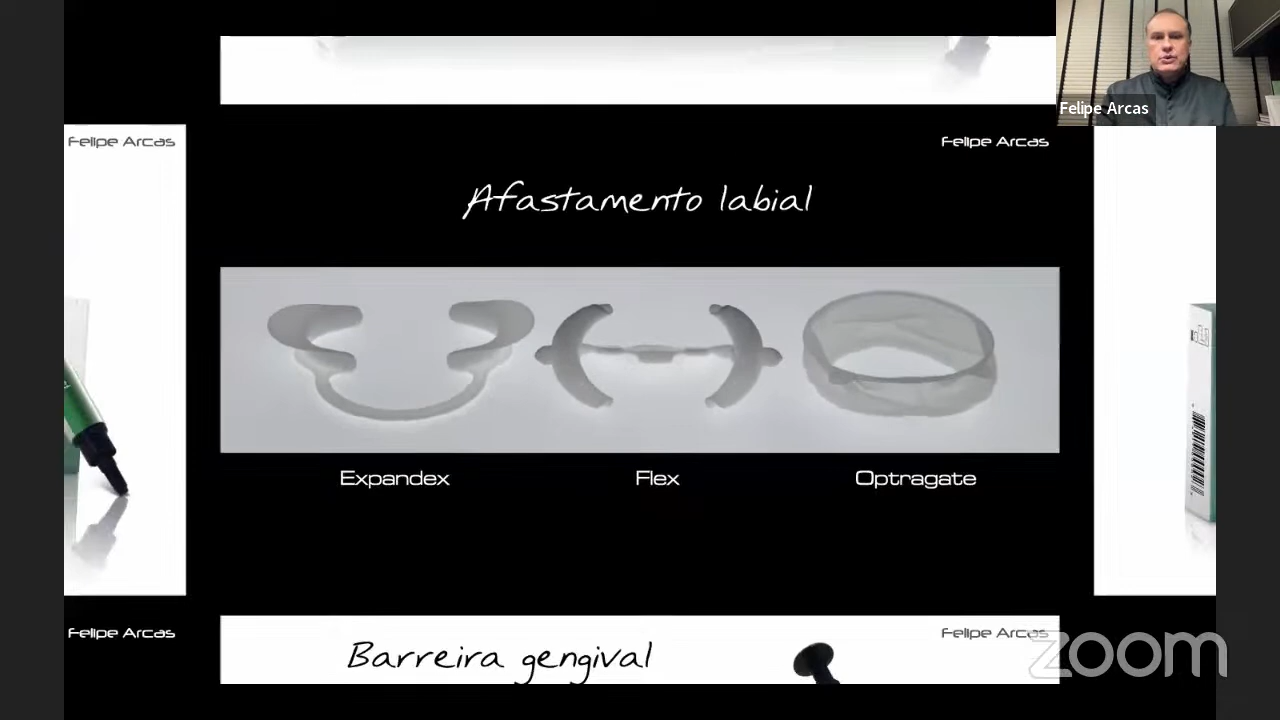 Felipe Arcas
Felipe Arcas
Felipe Arcas
Afastamento labial
Expandex
Flex
Optragate
Felipe Arcas
Felipe Arcas
Barreira gengival
zoom